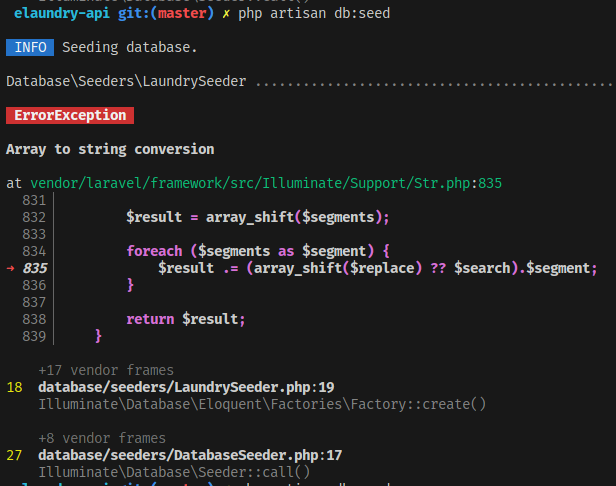 elaundry-api git:(master) ✗ php artisan db:seed
INFO Seeding database.
Database\Seeders\LaundrySeeder .............................................
ErrorException
Array to string conversion
at vendor/laravel/framework/src/Illuminate/Support/Str.php:835
831
832 $result = array_shift($segments);
833
834 foreach ($segments as $segment) {
➜ 835 $result .= (array_shift($replace) ?? $search).$segment;
836 }
837
838 return $result;
839 }
+17 vendor frames
18 database/seeders/LaundrySeeder.php:19
Illuminate\Database\Eloquent\Factories\Factory::create()
+8 vendor frames
27 database/seeders/DatabaseSeeder.php:17
Illuminate\Database\Seeder::call()